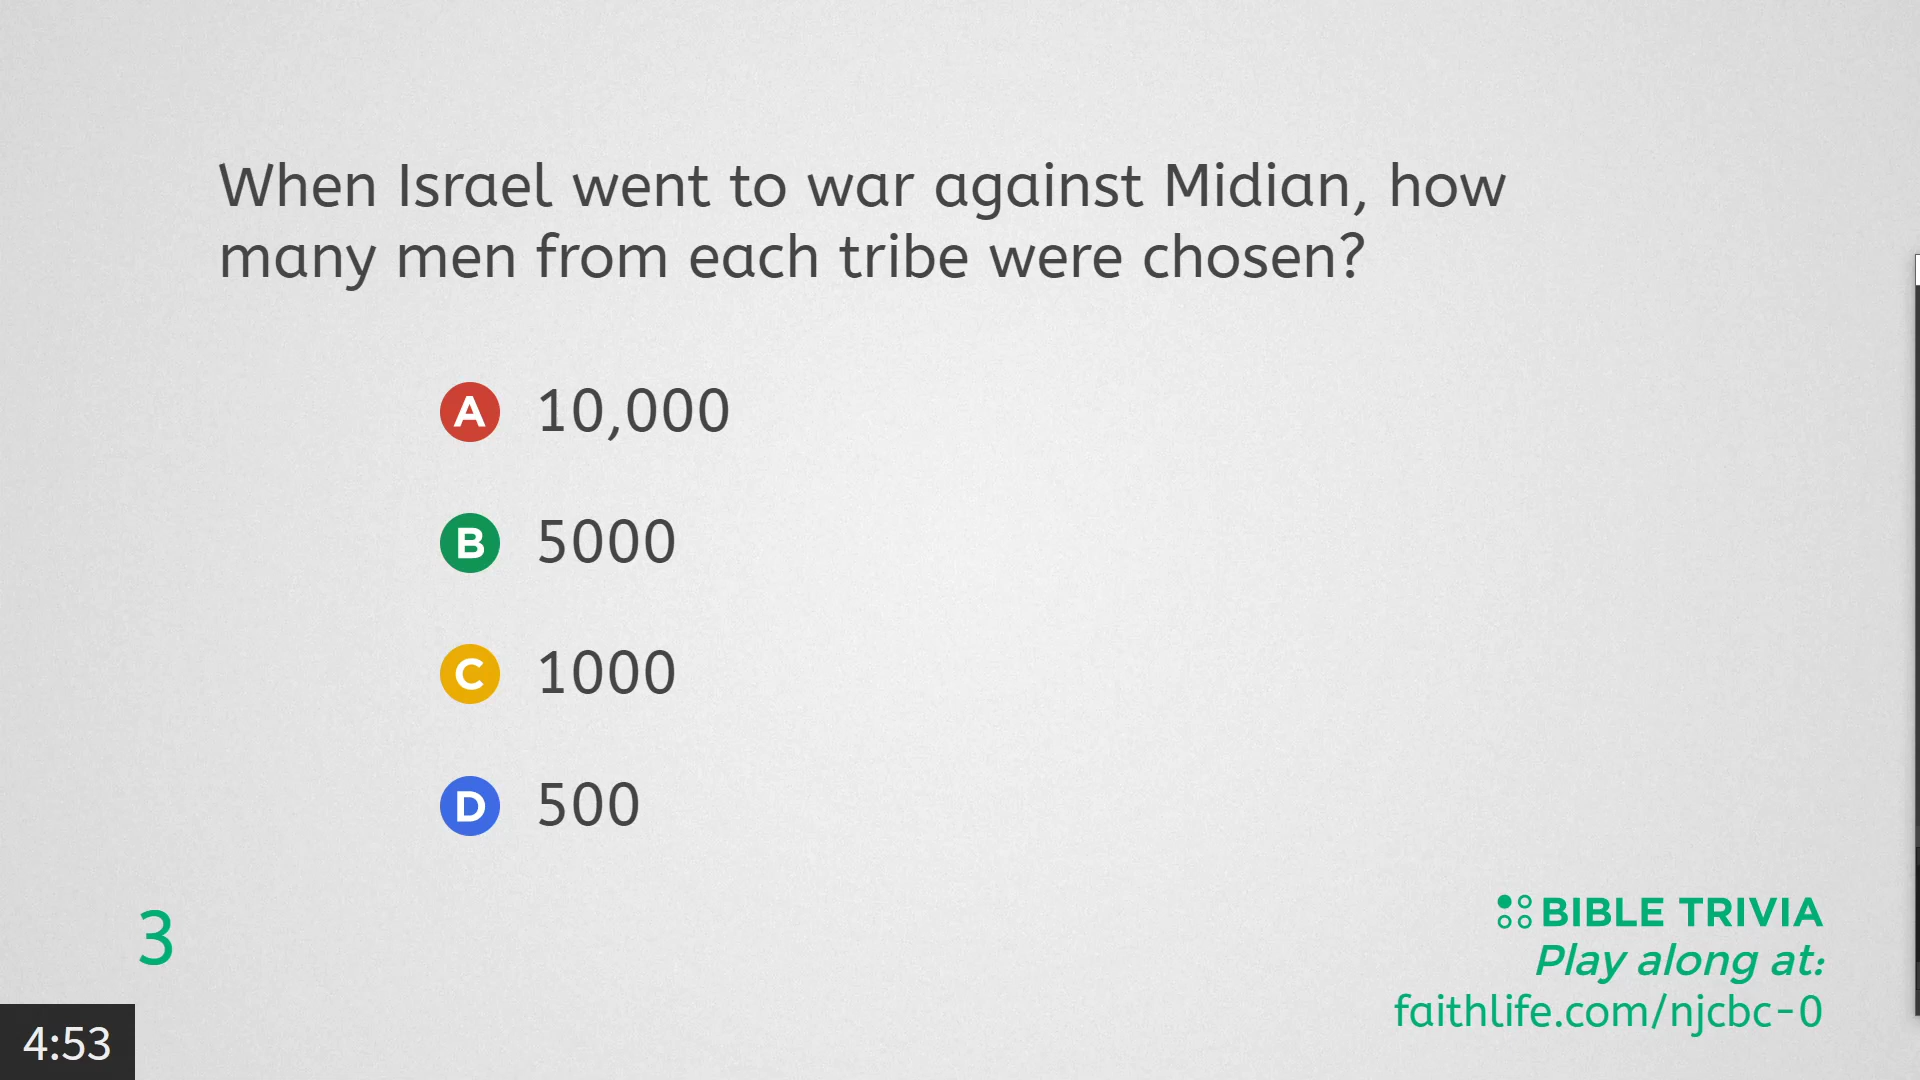 When Israel went to war against Midian, how
many men from each tribe were chosen?
A 10,000
B 5000
C 1000
D 500
3
BIBLE TRIVIA
Play along at:
faithlife.com/njcbc-0
4:53